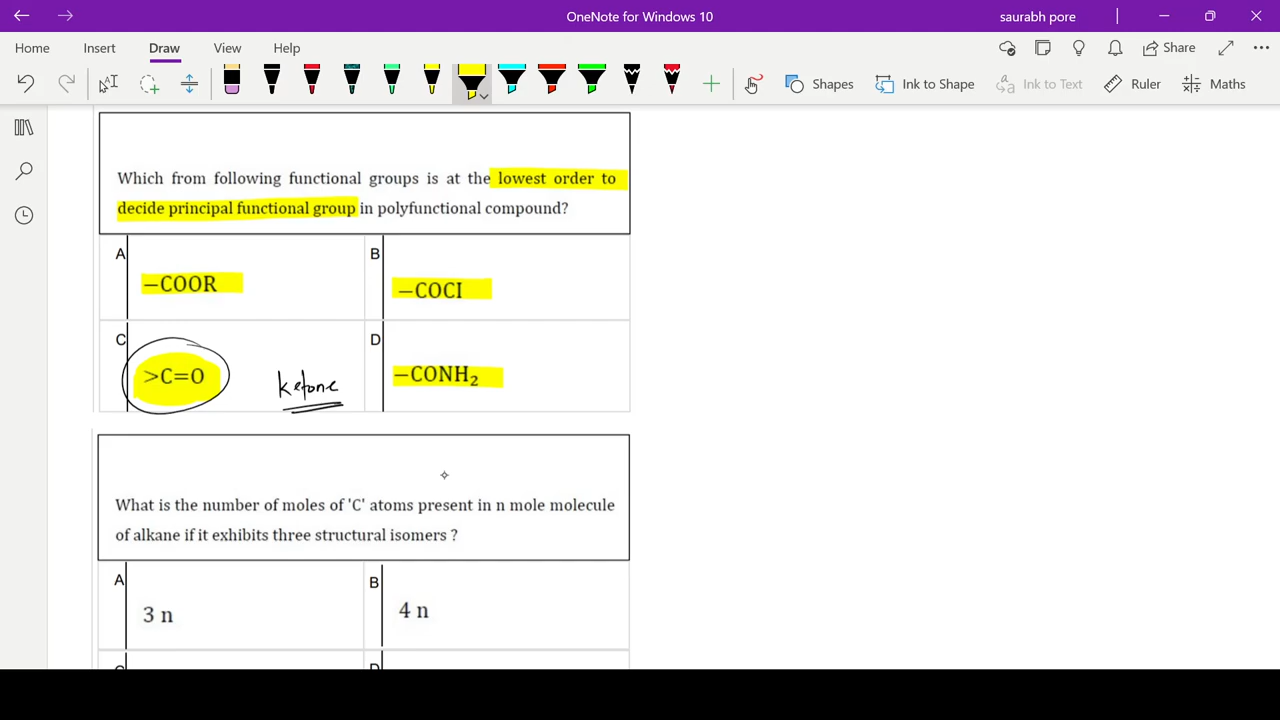 OneNote for Windows 10
saurabh pore
Home Insert Draw View Help
Share
Shapes Ink to Shape Ink to Text Ruler Maths
Which from following functional groups is at the lowest order to
decide principal functional group in polyfunctional compound?
A
−COOR
B
−COCl
C
>C=O
ketone
D
−CONH₂
What is the number of moles of 'C' atoms present in n mole molecule
of alkane if it exhibits three structural isomers ?
A
3 n
B
4 n